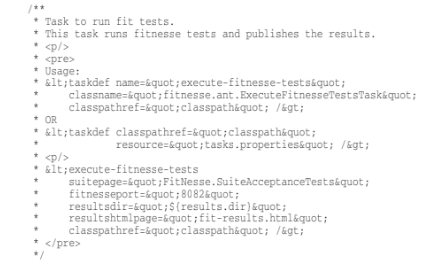 /**
* Task to run fit tests.
* This task runs fitnesse tests and publishes the results.
* <p/>
* <pre>
* Usage:
* &lt;taskdef name=&quot;execute-fitnesse-tests&quot;
*     classname=&quot;fitnesse.ant.ExecuteFitnesseTestsTask&quot;
*     classpathref=&quot;classpath&quot; /&gt;
* OR
* &lt;taskdef classpathref=&quot;classpath&quot;
*             resource=&quot;tasks.properties&quot; /&gt;
* <p/>
* &lt;execute-fitnesse-tests
*     suitepage=&quot;FitNesse.SuiteAcceptanceTests&quot;
*     fitnesseport=&quot;8082&quot;
*     resultsdir=&quot;${results.dir}&quot;
*     resultshtmlpage=&quot;fit-results.html&quot;
*     classpathref=&quot;classpath&quot; /&gt;
* </pre>
*/